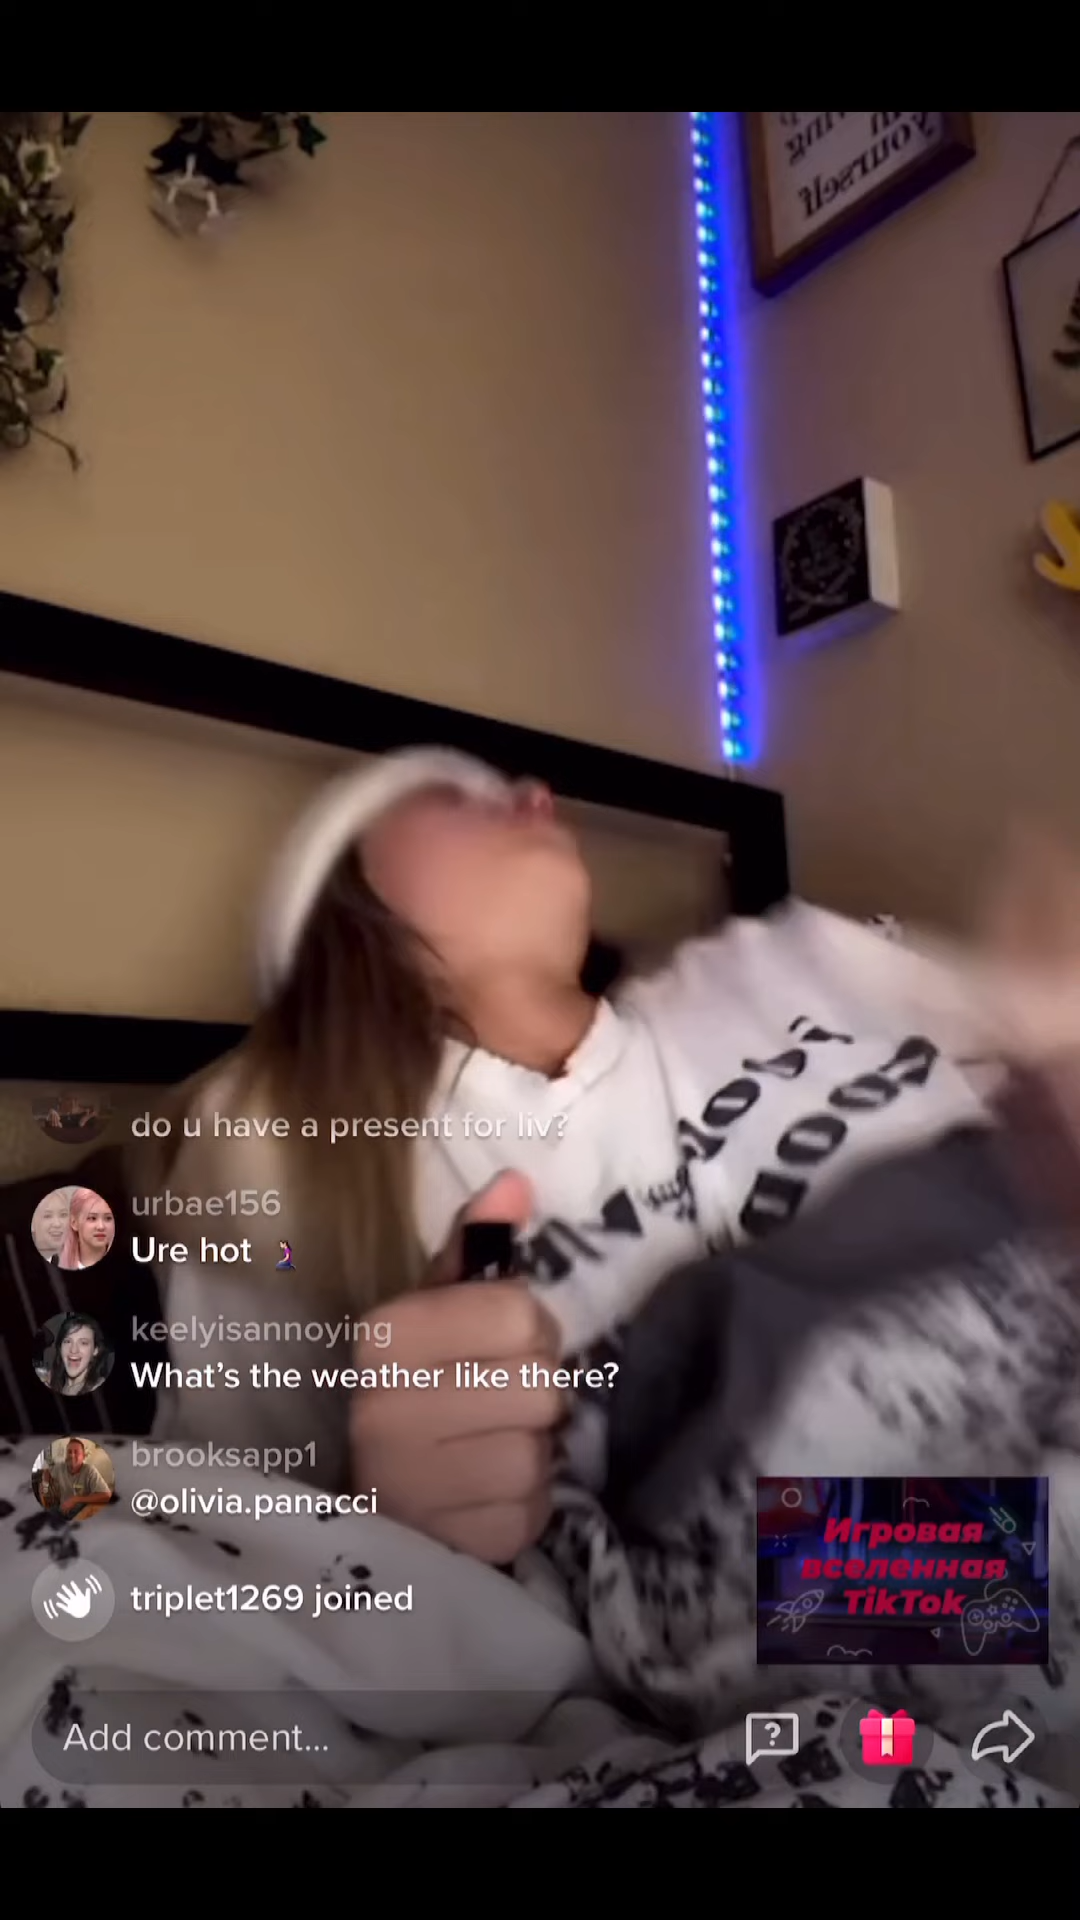 Yourself
do u have a present for liv?
urbae156
Ure hot 🧎‍♀️
keelyisannoying
What's the weather like there?
brooksapp1
@olivia.panacci
triplet1269 joined
Игровая
вселенная
TikTok
Add comment...